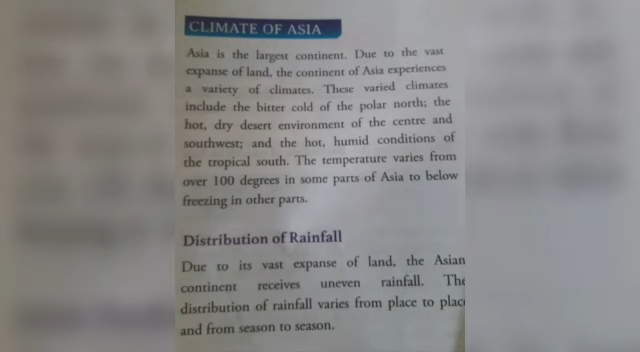 CLIMATE OF ASIA
Asia is the largest continent. Due to the vast
expanse of land, the continent of Asia experiences
a variety of climates. These varied climates
include the bitter cold of the polar north; the
hot, dry desert environment of the centre and
southwest; and the hot, humid conditions of
the tropical south. The temperature varies from
over 100 degrees in some parts of Asia to below
freezing in other parts.
Distribution of Rainfall
Due to its vast expanse of land, the Asian
continent receives uneven rainfall. The
distribution of rainfall varies from place to plac
and from season to season.